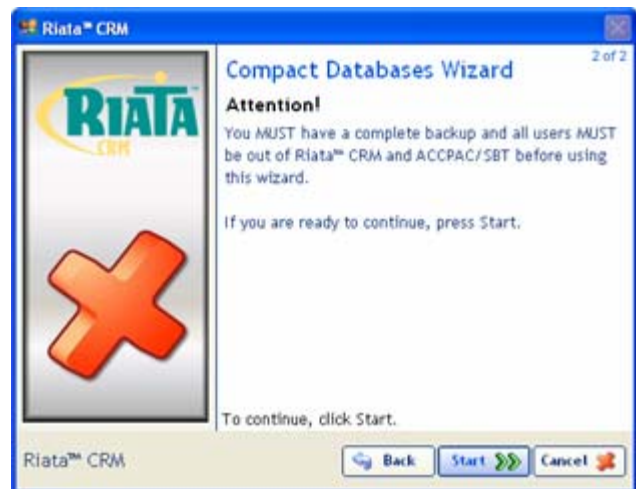 Riata™ CRM
2 of 2
Compact Databases Wizard
Attention!
You MUST have a complete backup and all users MUST
be out of Riata™ CRM and ACCPAC/SBT before using
this wizard.
If you are ready to continue, press Start.
To continue, click Start.
RIATA
CRM
Riata™ CRM
Back
Start
Cancel